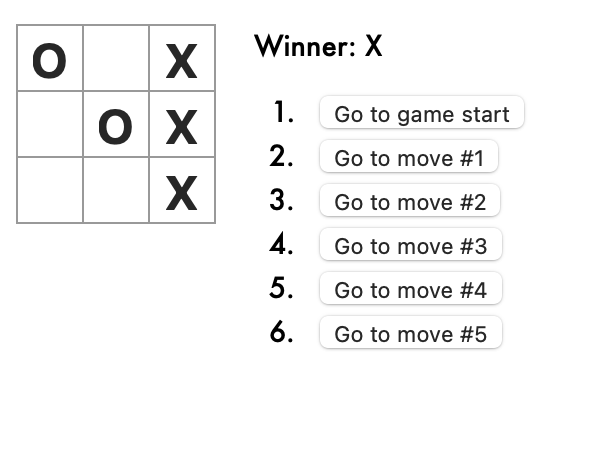 O X
O X
X
Winner: X
1. Go to game start
2. Go to move #1
3. Go to move #2
4. Go to move #3
5. Go to move #4
6. Go to move #5